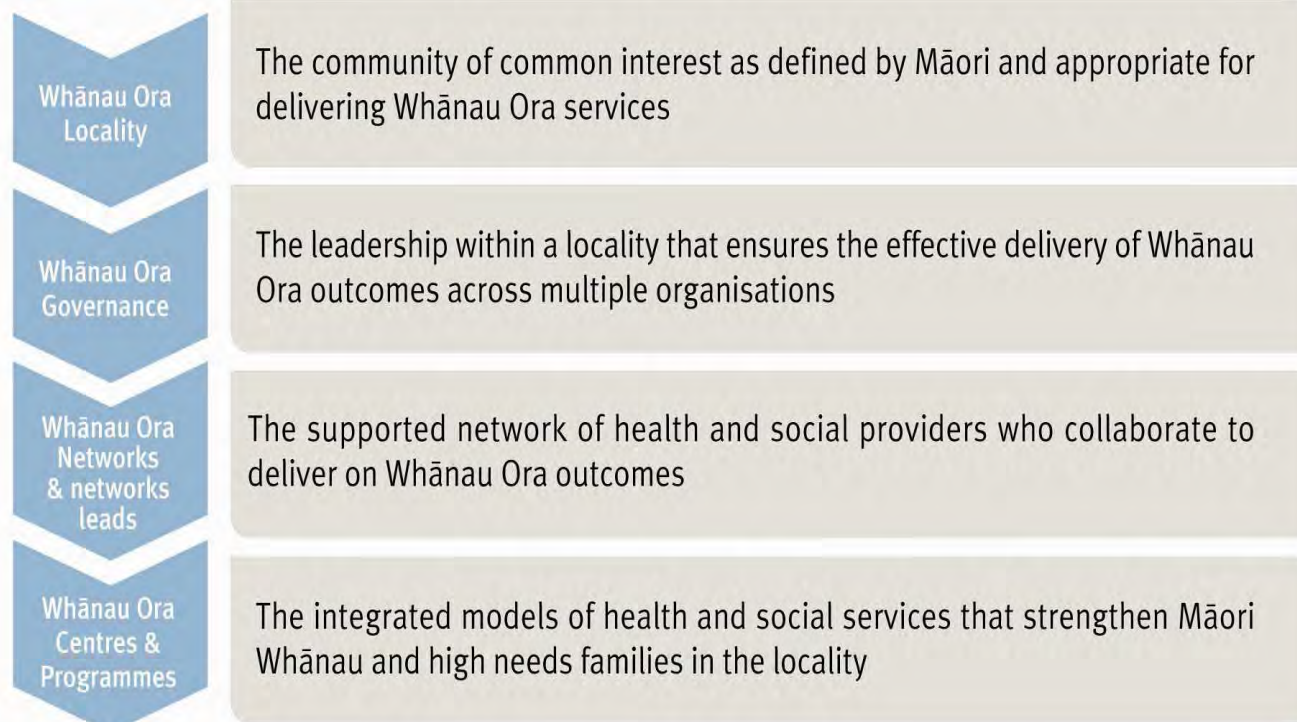 Whānau Ora
Locality
The community of common interest as defined by Māori and appropriate for
delivering Whānau Ora services
Whānau Ora
Governance
The leadership within a locality that ensures the effective delivery of Whānau
Ora outcomes across multiple organisations
Whānau Ora
Networks
& networks
leads
The supported network of health and social providers who collaborate to
deliver on Whānau Ora outcomes
Whānau Ora
Centres &
Programmes
The integrated models of health and social services that strengthen Māori
Whānau and high needs families in the locality